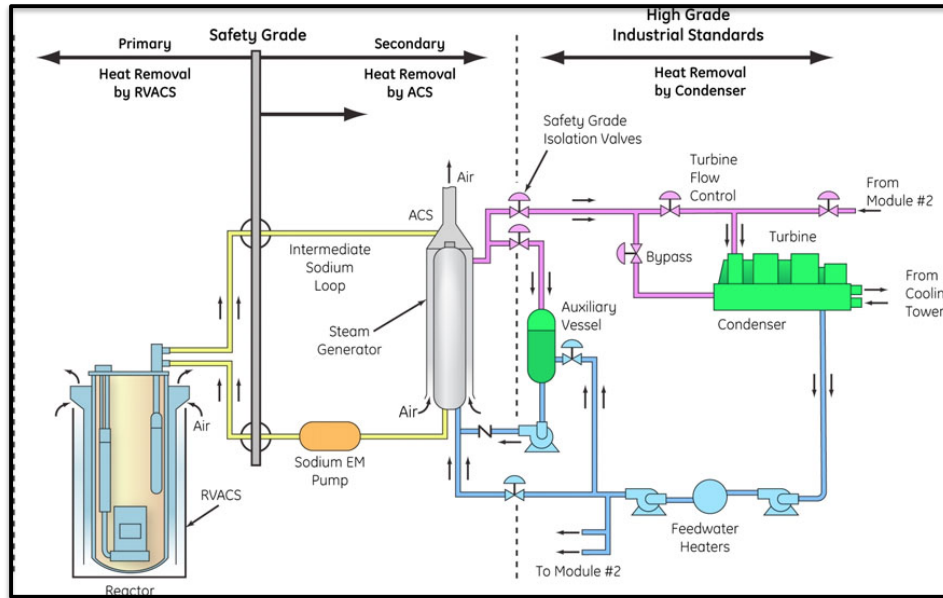 Primary
Heat Removal
by RVACS
Safety Grade
Secondary
Heat Removal
by ACS
High Grade
Industrial Standards
Heat Removal
by Condenser
Safety Grade
Isolation Valves
Air
ACS
Turbine
Flow
Control
From
Module #2
Intermediate
Sodium
Loop
Bypass
Turbine
From
Coolin
Tower
Steam
Generator
Auxiliary
Vessel
Condenser
Air
Air
Sodium EM
Pump
RVACS
Feedwater
Heaters
To Module #2
Reactor